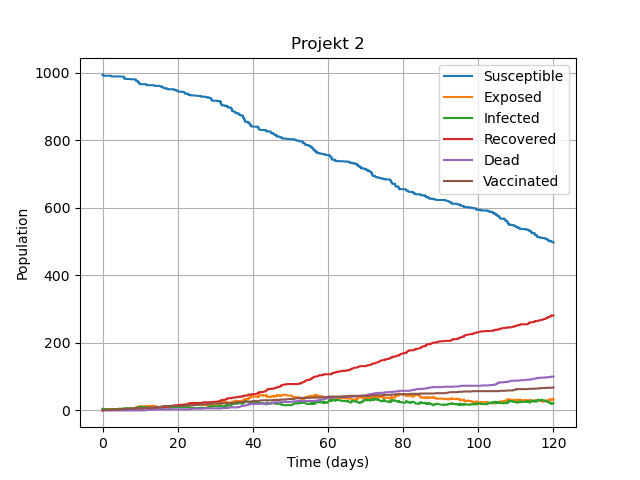 Projekt 2
1000
800
600
400
200
0
Population
Susceptible
Exposed
Infected
Recovered
Dead
Vaccinated
0 20 40 60 80 100 120
Time (days)